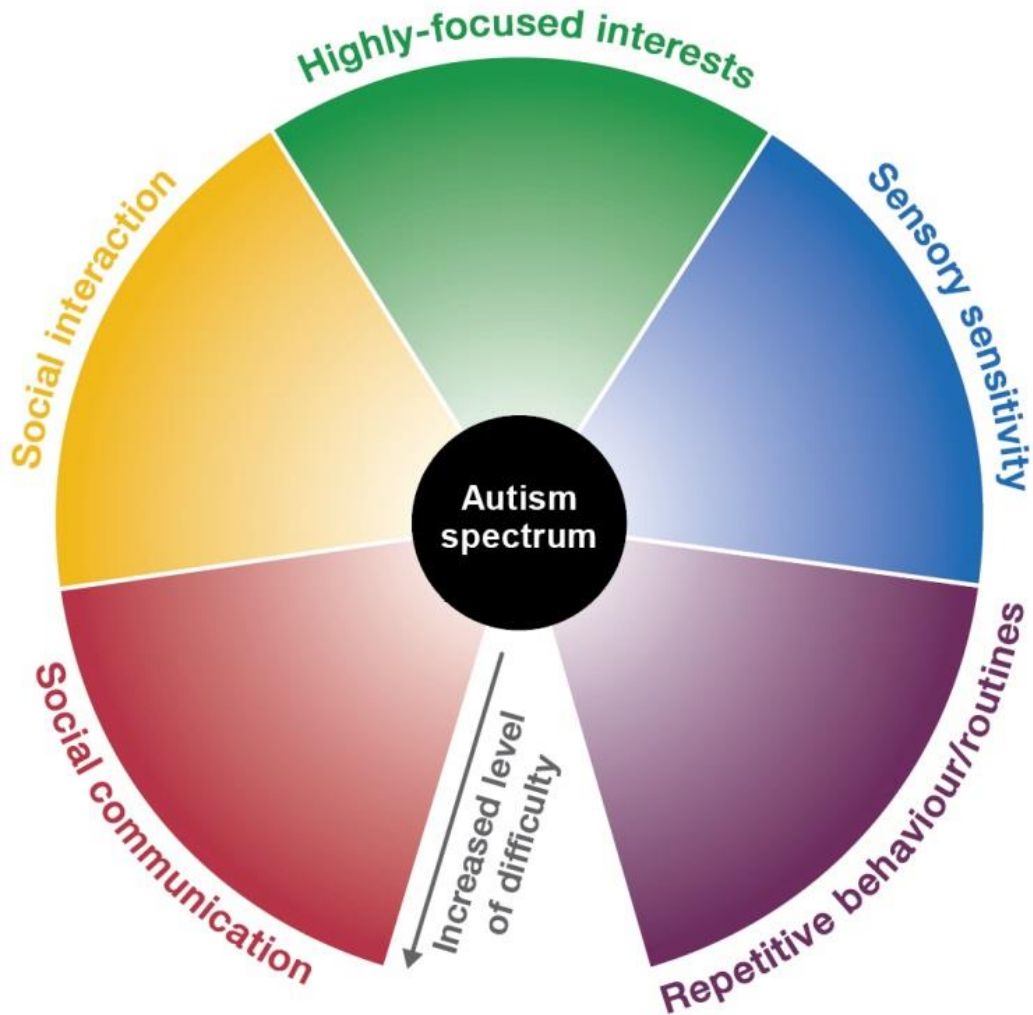 Highly-focused interests
Social interaction
Sensory sensitivity
Autism
spectrum
Social communication
Increased level
of difficulty
Repetitive behaviour/routines